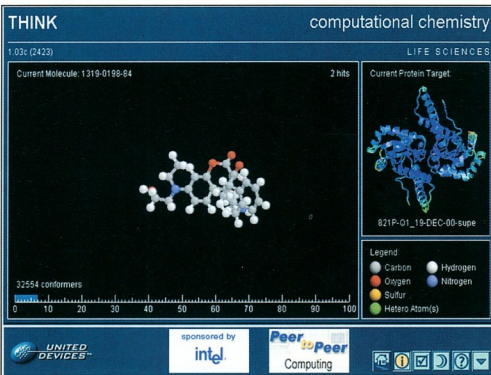 THINK
computational chemistry
1.03c (2423)
LIFE SCIENCES
Current Molecule: 1319-0198-84
2 hits
Current Protein Target:
821P-O1_19-DEC-00-supe
32554 conformers
0 10 20 30 40 50 60 70 80 90 100
Legend:
Carbon
Hydrogen
Oxygen
Nitrogen
Sulfur
Hetero Atom(s)
UNITED
DEVICES™
sponsored by
intel.
Peer
to Peer
Computing